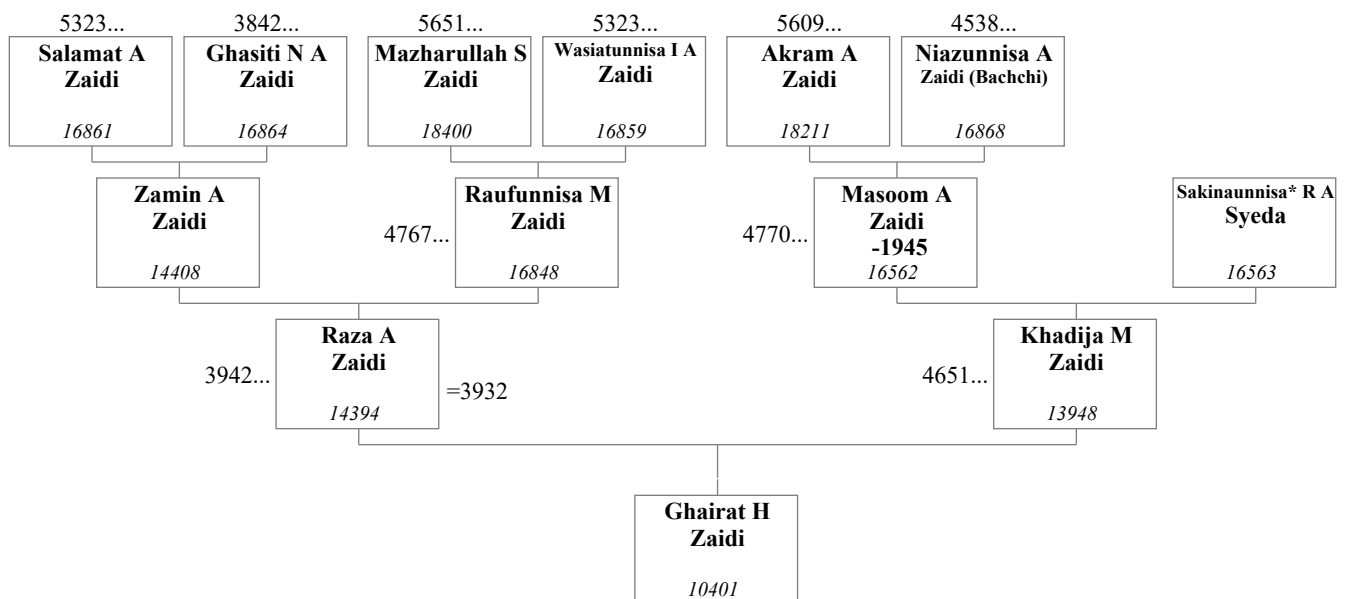 5323...
3842...
5651...
5323...
5609...
4538...
Salamat A
Zaidi
16861
Ghasiti N A
Zaidi
16864
Mazharullah S
Zaidi
18400
Wasiatunnisa I A
Zaidi
16859
Akram A
Zaidi
18211
Niazunnisa A
Zaidi (Bachchi)
16868
Zamin A
Zaidi
14408
4767...
Raufunnisa M
Zaidi
16848
4770...
Masoom A
Zaidi
-1945
16562
Sakinaunnisa* R A
Syeda
16563
3942...
Raza A
Zaidi
14394
=3932
4651...
Khadija M
Zaidi
13948
Ghairat H
Zaidi
10401